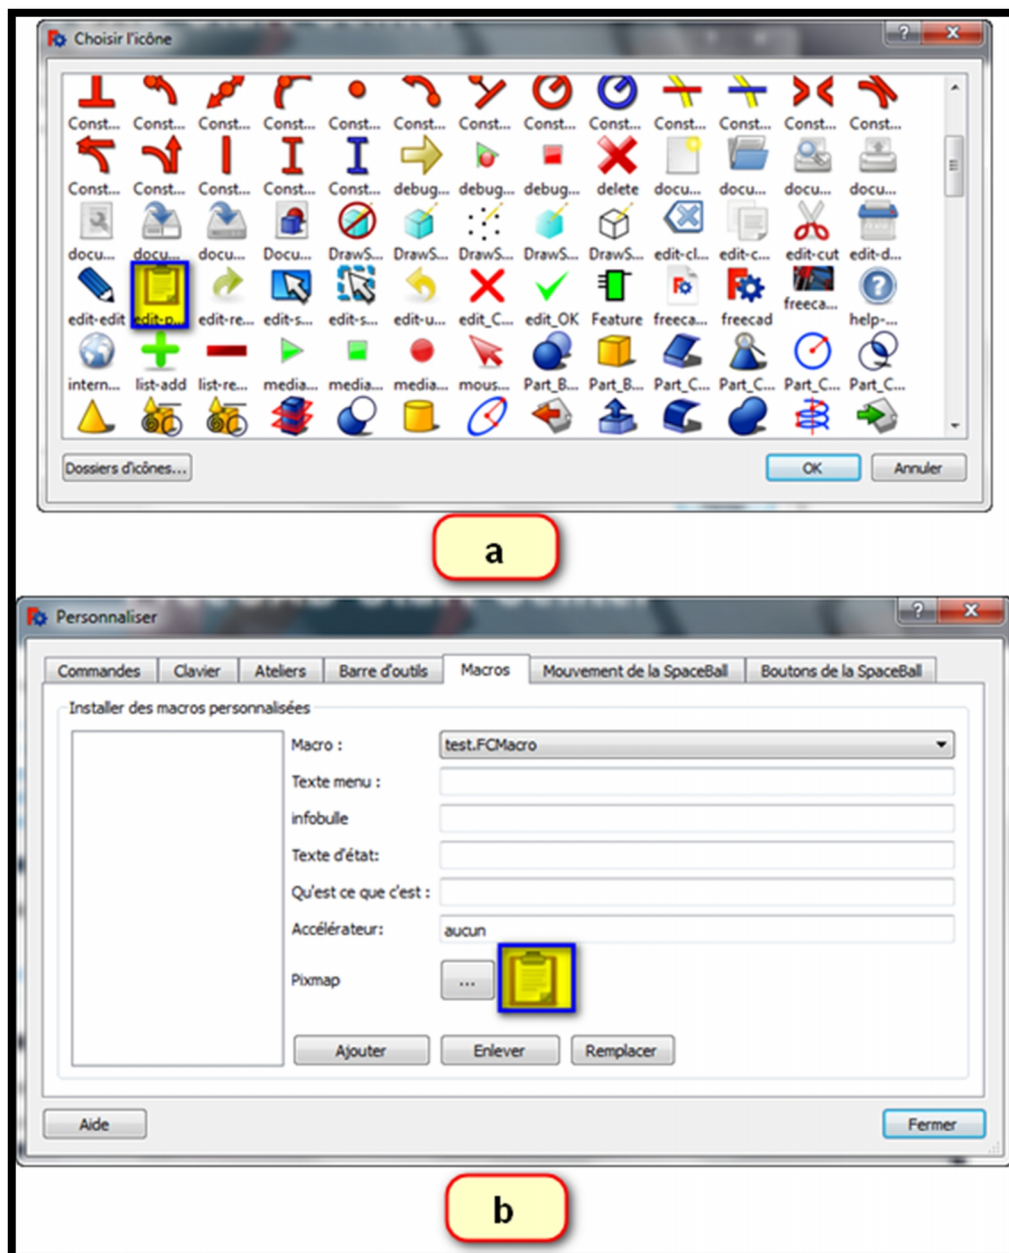 Choisir l'icône
Const... Const... Const... Const... Const... Const... Const... Const... Const... Const... Const... Const... Const...
Const... Const... Const... Const... Const... debug... debug... debug... delete docu... docu... docu... docu...
docu... docu... docu... Docu... DrawS... DrawS... DrawS... DrawS... DrawS... edit-cl... edit-c... edit-cut edit-d...
edit-edit edit-p... edit-re... edit-s... edit-s... edit-u... edit_C... edit_OK Feature freeca... freecad freeca... help-...
intern... list-add list-re... media... media... media... mous... Part_B... Part_B... Part_C... Part_C... Part_C... Part_C...
Dossiers d'icônes... OK Annuler
a
Personnaliser
Commandes Clavier Ateliers Barre d'outils Macros Mouvement de la SpaceBall Boutons de la SpaceBall
Installer des macros personnalisées
Macro : test.FCMacro
Texte menu :
infobulle
Texte d'état:
Qu'est ce que c'est :
Accélérateur: aucun
Pixmap ...
Ajouter Enlever Remplacer
Aide Fermer
b